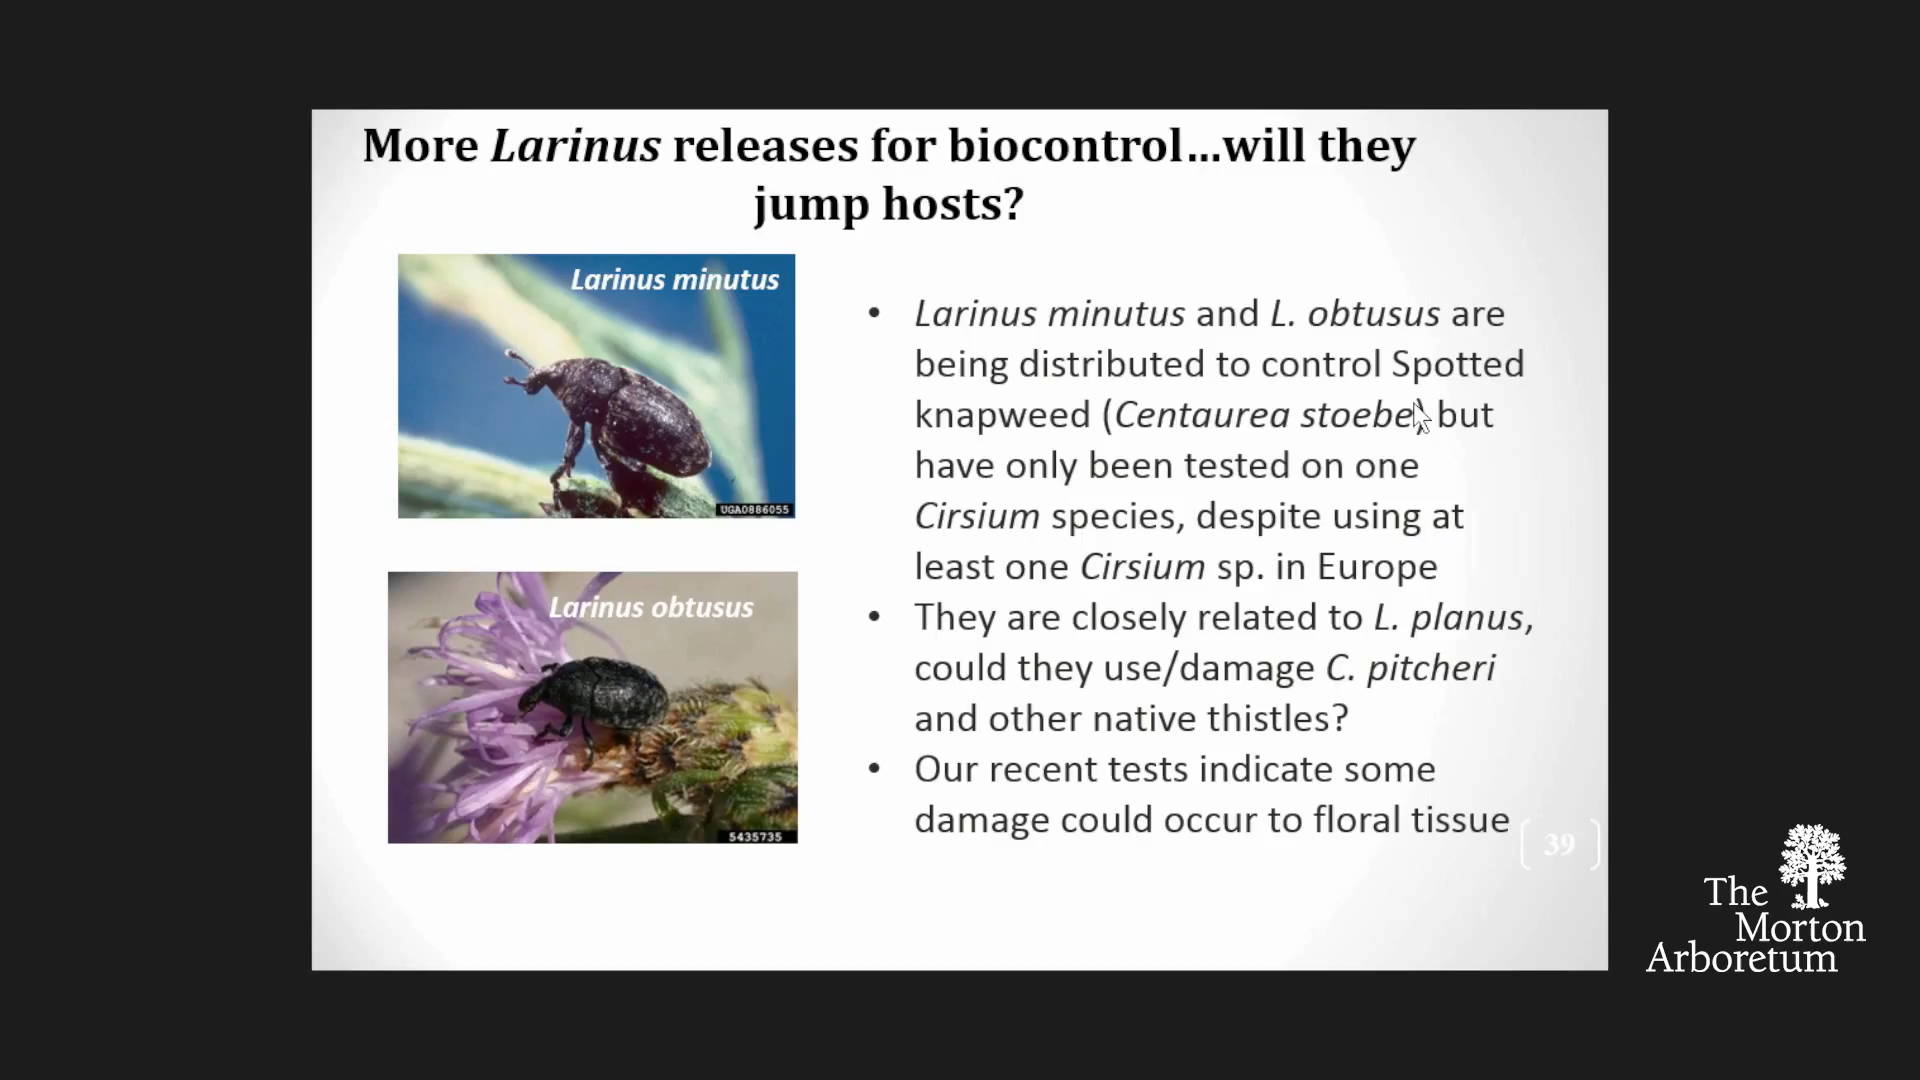 More Larinus releases for biocontrol...will they
jump hosts?
Larinus minutus
UGA0886055
Larinus obtusus
5435735
• Larinus minutus and L. obtusus are
being distributed to control Spotted
knapweed (Centaurea stoebe) but
have only been tested on one
Cirsium species, despite using at
least one Cirsium sp. in Europe
• They are closely related to L. planus,
could they use/damage C. pitcheri
and other native thistles?
• Our recent tests indicate some
damage could occur to floral tissue
39
The
Morton
Arboretum